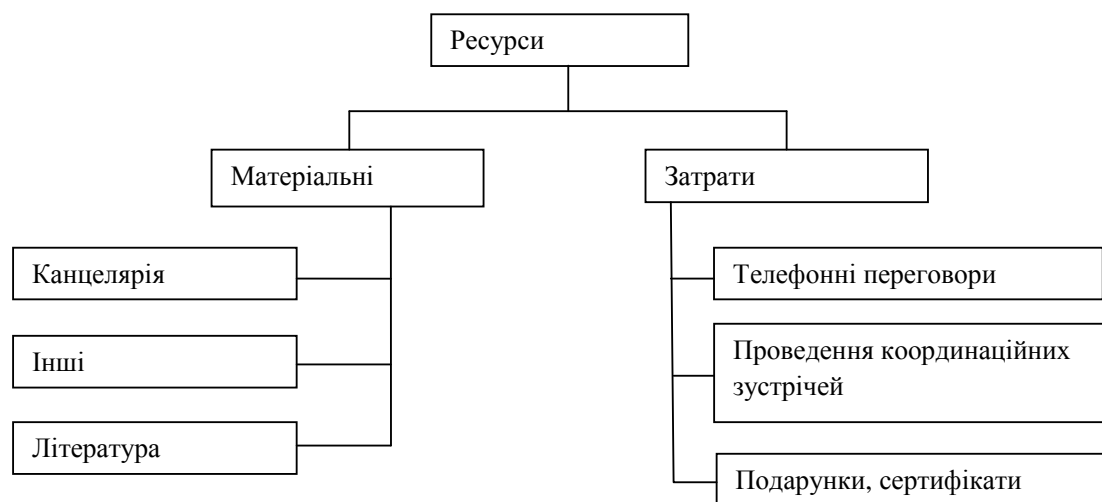 Ресурси
Матеріальні
Затрати
Канцелярія
Інші
Література
Телефонні переговори
Проведення координаційних
зустрічей
Подарунки, сертифікати